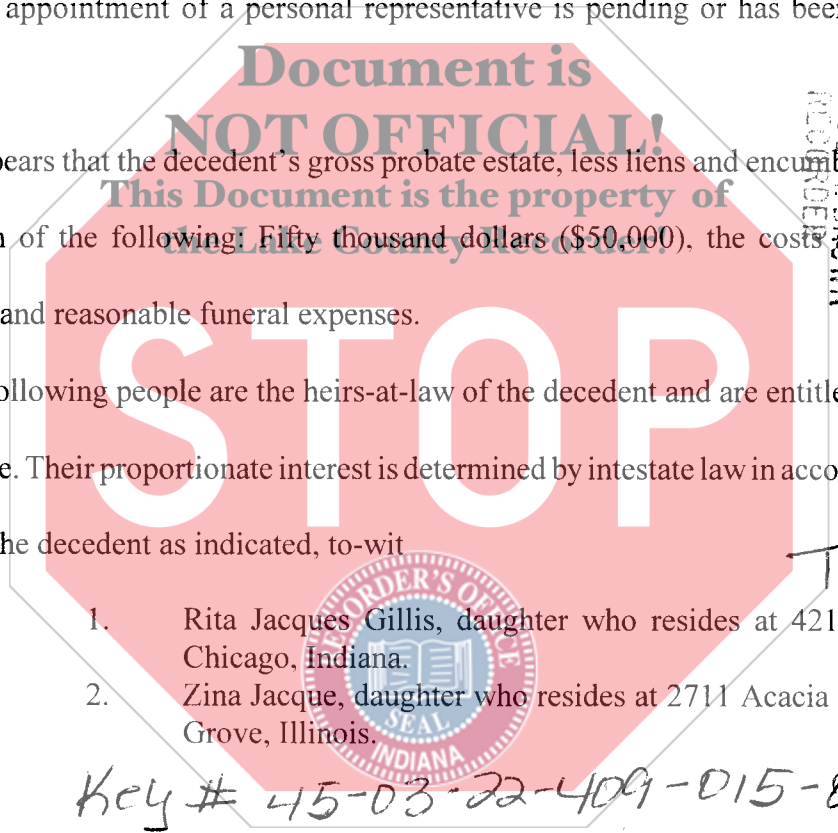 appointment of a personal representative is pending or has been
Document is
NOT OFFICIAL!
pears that the decedent's gross probate estate, less liens and encumb
This Document is the property of
n of the following: Fifty thousand dollars ($50,000), the costs
the Lake County Recorder!
and reasonable funeral expenses.
STOP
ollowing people are the heirs-at-law of the decedent and are entitle
e. Their proportionate interest is determined by intestate law in acco
he decedent as indicated, to-wit
RECORDER'S OFFICE
1. Rita Jacques Gillis, daughter who resides at 421
Chicago, Indiana.
2. Zina Jacque, daughter who resides at 2711 Acacia
SEAL
Grove, Illinois.
INDIANA
Key # 45-03-22-409-015-
RECORDER